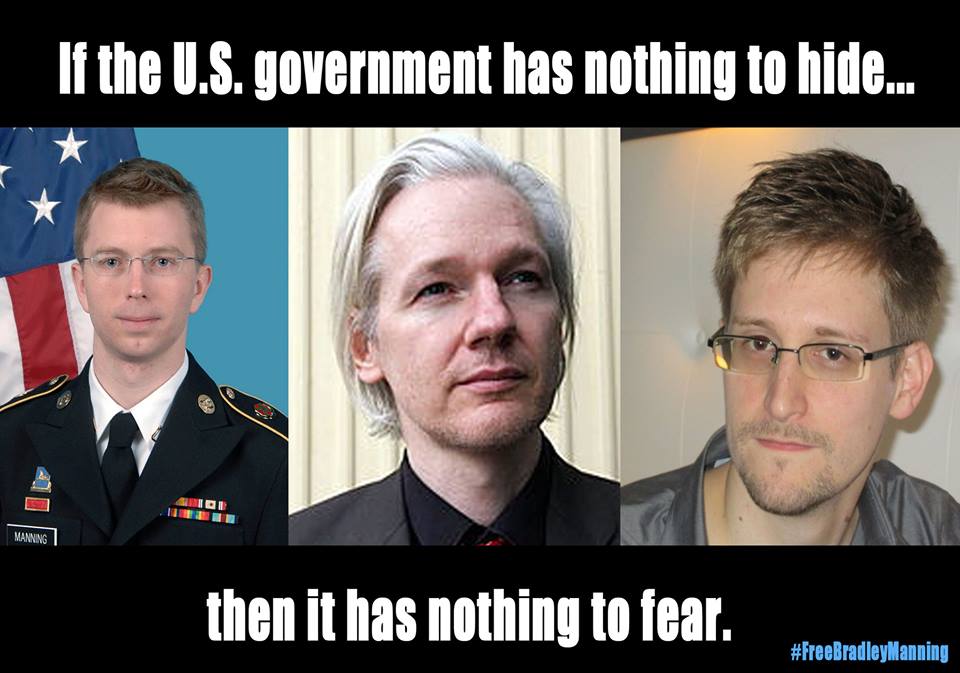 If the U.S. government has nothing to hide...
MANNING
then it has nothing to fear.
#FreeBradleyManning